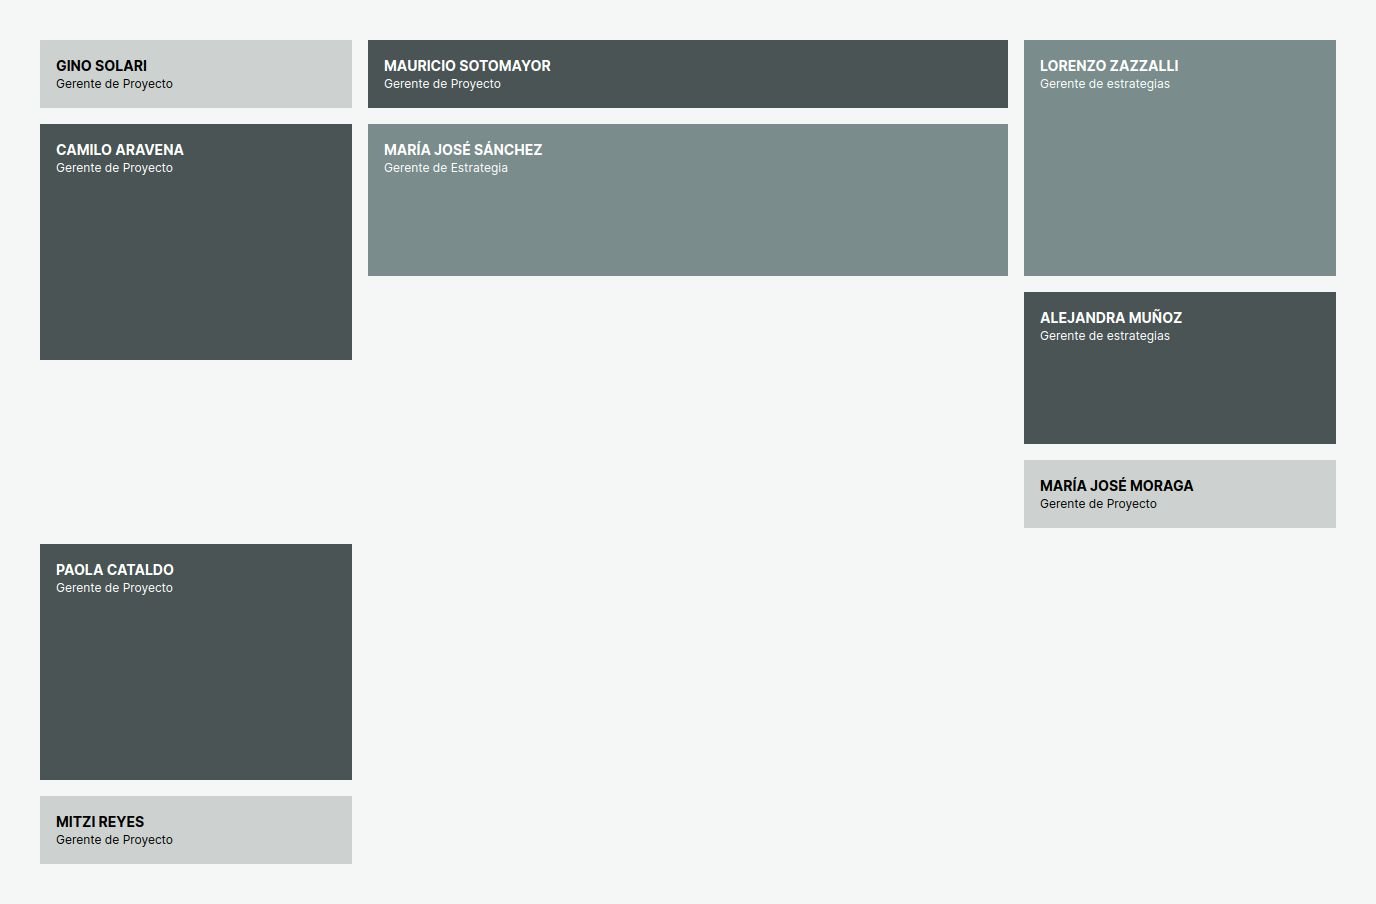 GINO SOLARI
Gerente de Proyecto
MAURICIO SOTOMAYOR
Gerente de Proyecto
LORENZO ZAZZALLI
Gerente de estrategias
CAMILO ARAVENA
Gerente de Proyecto
MARÍA JOSÉ SÁNCHEZ
Gerente de Estrategia
ALEJANDRA MUÑOZ
Gerente de estrategias
MARÍA JOSÉ MORAGA
Gerente de Proyecto
PAOLA CATALDO
Gerente de Proyecto
MITZI REYES
Gerente de Proyecto